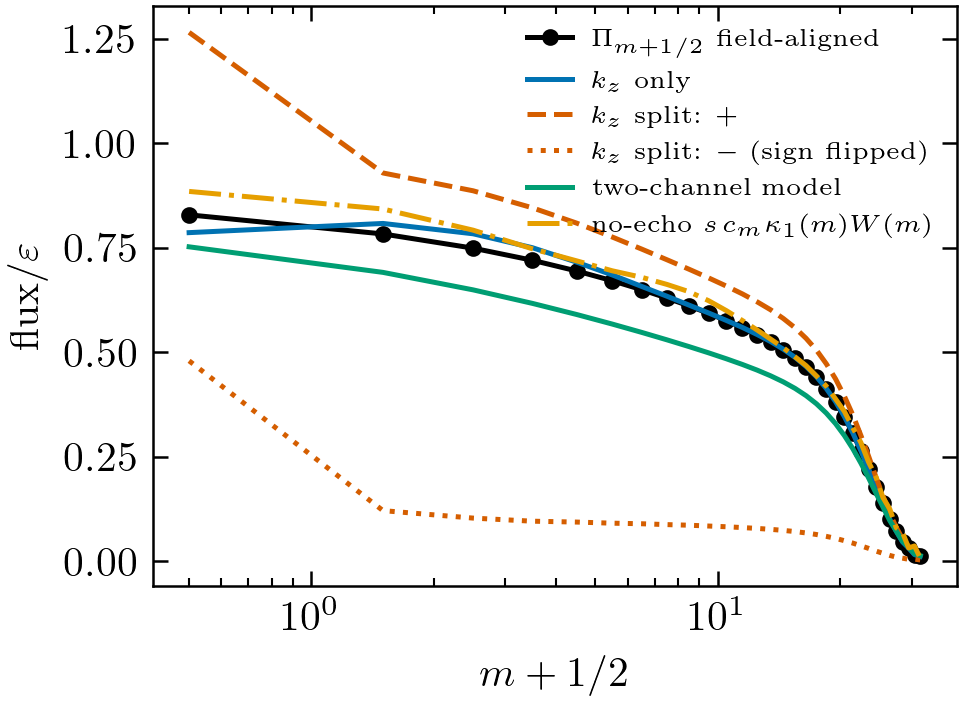 flux/ε
1.25
1.00
0.75
0.50
0.25
0.00
Π_{m+1/2} field-aligned
k_z only
k_z split: +
k_z split: − (sign flipped)
two-channel model
no-echo s c_m κ_1(m)W(m)
10^0
10^1
m + 1/2